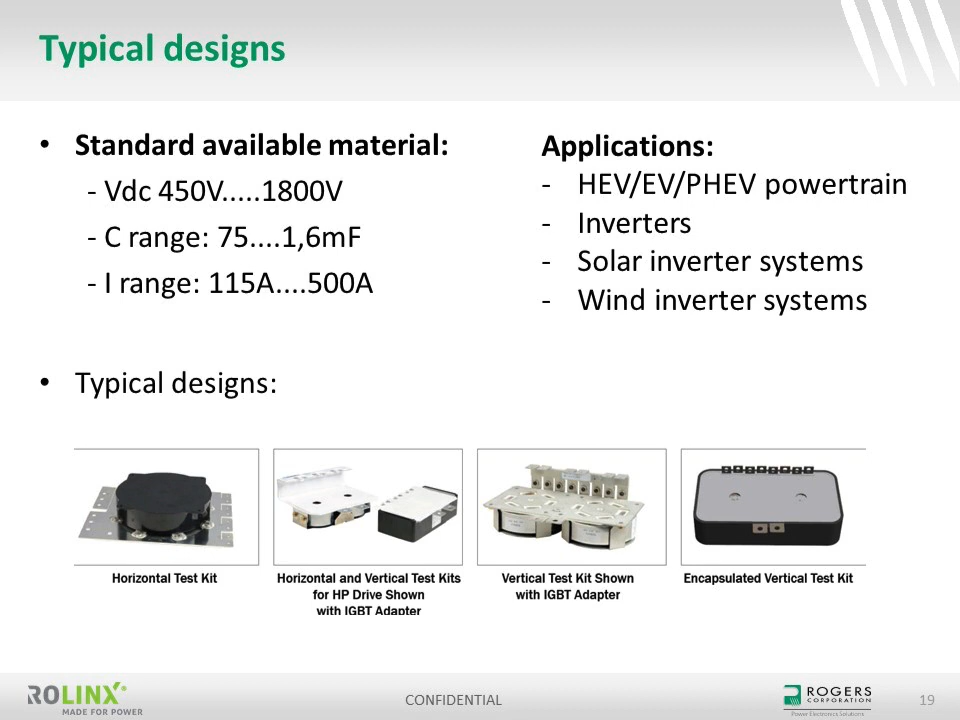 Typical designs
• Standard available material:
- Vdc 450V.....1800V
- C range: 75....1,6mF
- I range: 115A....500A
Applications:
- HEV/EV/PHEV powertrain
- Inverters
- Solar inverter systems
- Wind inverter systems
• Typical designs:
Horizontal Test Kit
Horizontal and Vertical Test Kits
for HP Drive Shown
with IGBT Adapter
Vertical Test Kit Shown
with IGBT Adapter
Encapsulated Vertical Test Kit
ROLINX®
MADE FOR POWER
CONFIDENTIAL
ROGERS
CORPORATION
Power Electronics Solutions
19